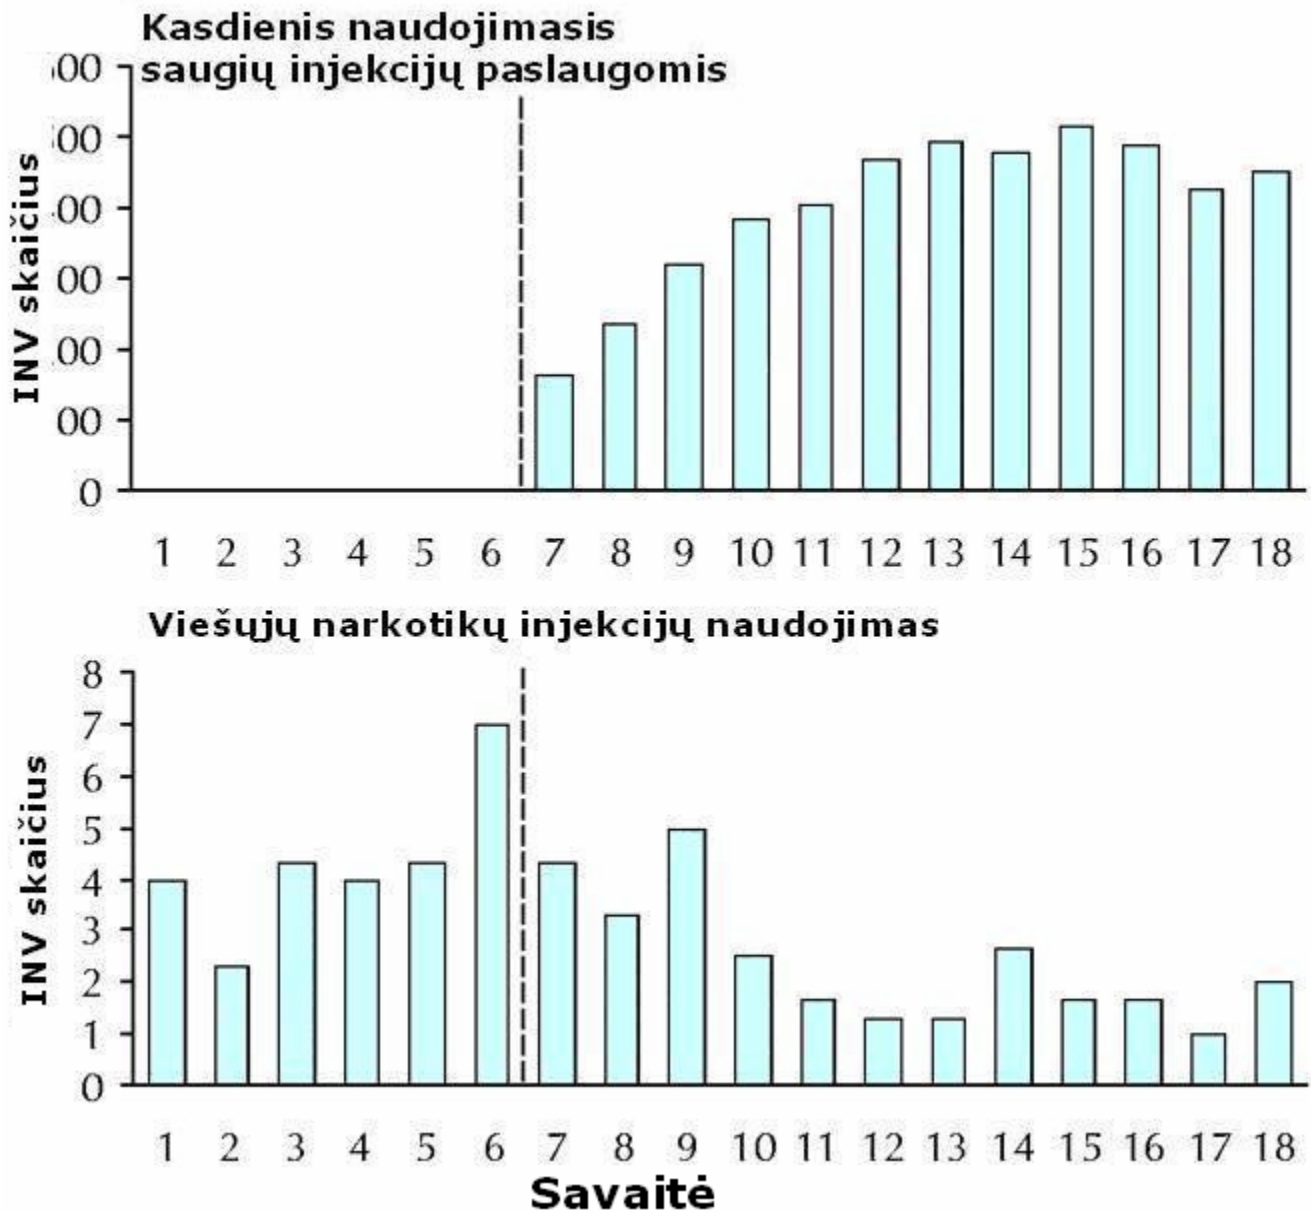 Kasdienis naudojimasis
saugių injekcijų paslaugomis
INV skaičius
0
1 2 3 4 5 6 7 8 9 10 11 12 13 14 15 16 17 18
Viešųjų narkotikų injekcijų naudojimas
INV skaičius
8
7
6
5
4
3
2
1
0
1 2 3 4 5 6 7 8 9 10 11 12 13 14 15 16 17 18
Savaitė